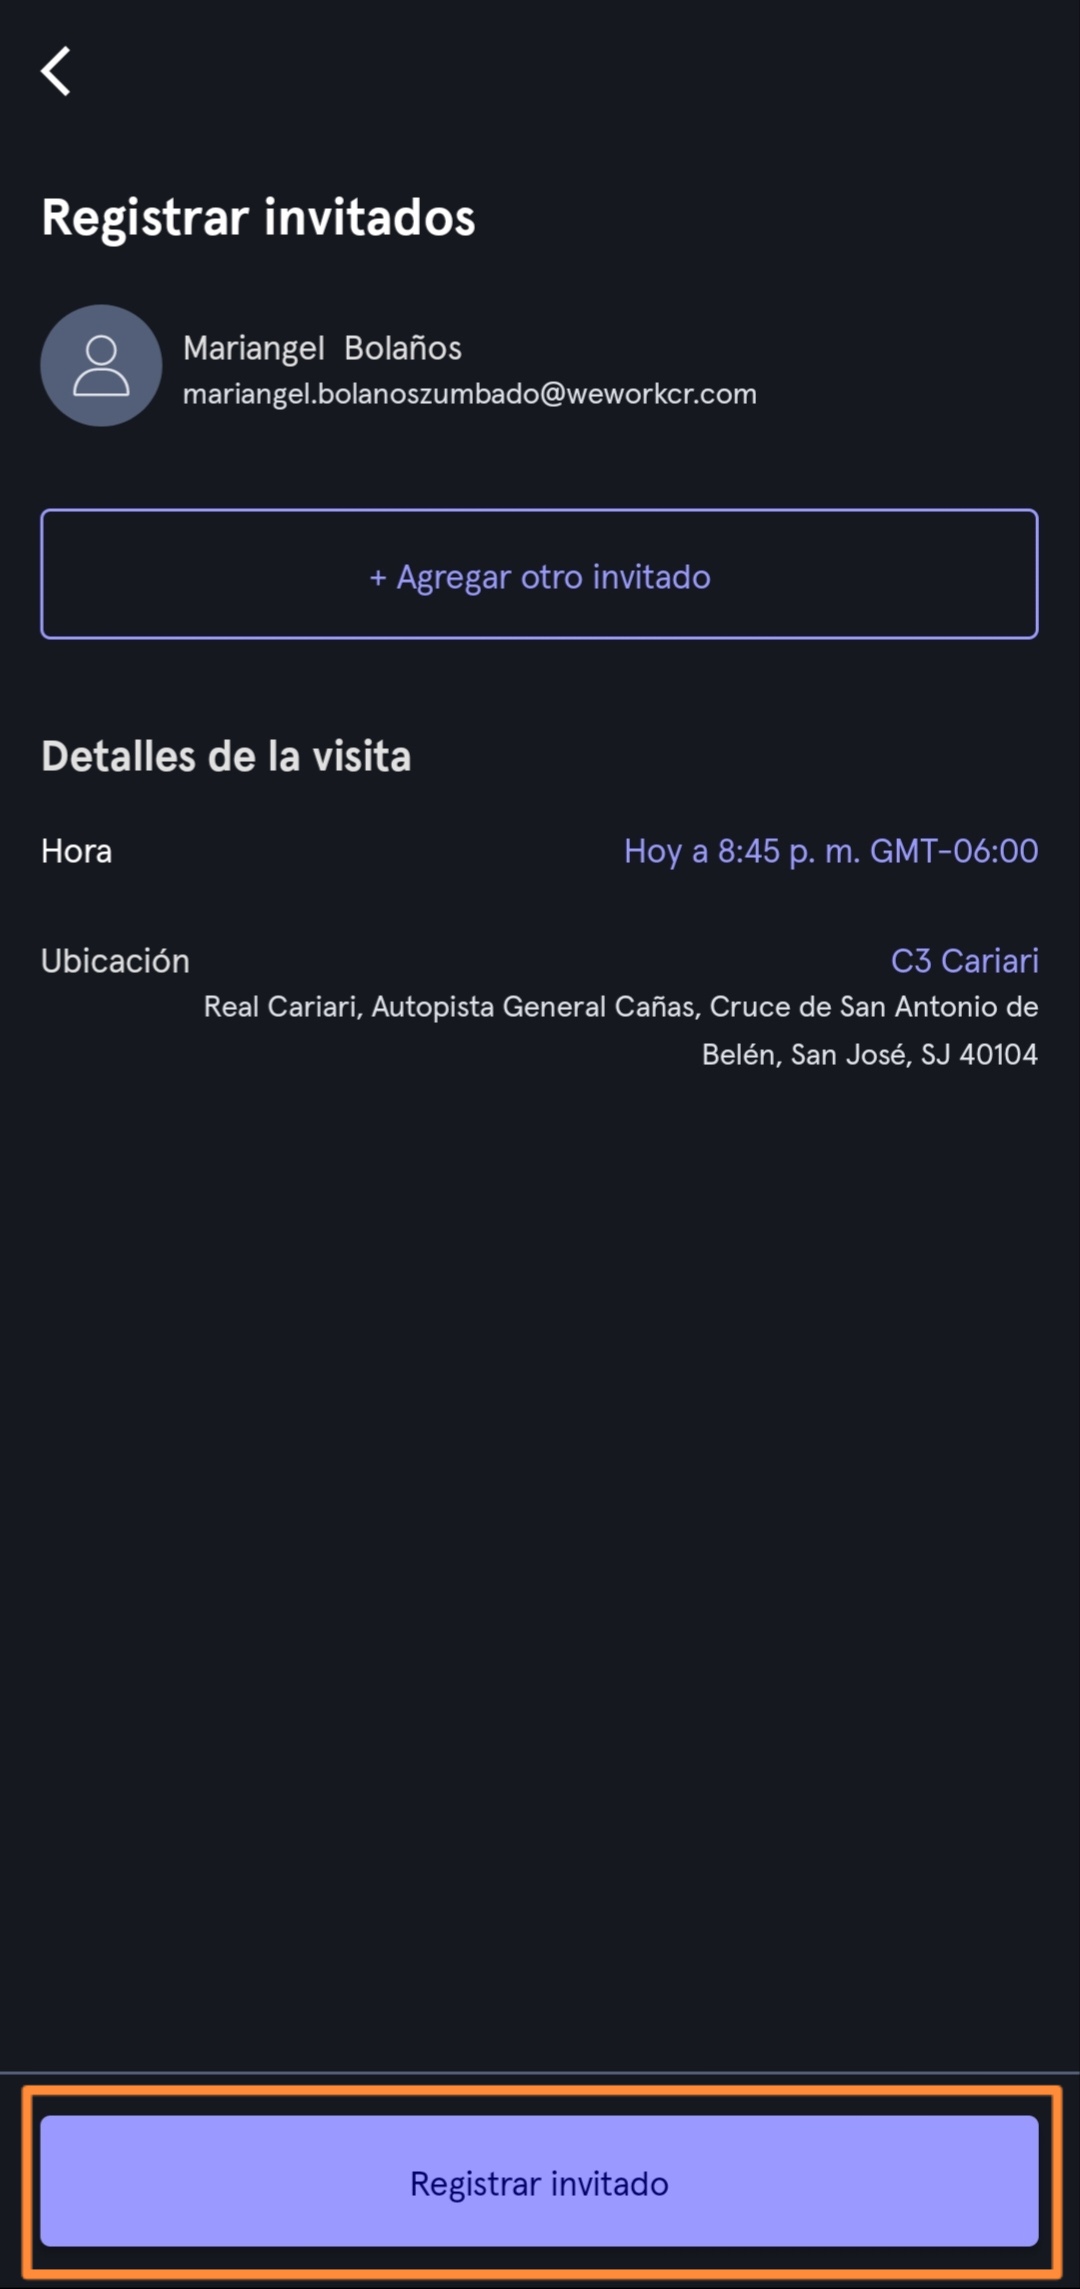 Registrar invitados
Mariangel  Bolaños
mariangel.bolanoszumbado@weworkcr.com
+ Agregar otro invitado
Detalles de la visita
Hora
Hoy a 8:45 p. m. GMT-06:00
Ubicación
C3 Cariari
Real Cariari, Autopista General Cañas, Cruce de San Antonio de
Belén, San José, SJ 40104
Registrar invitado